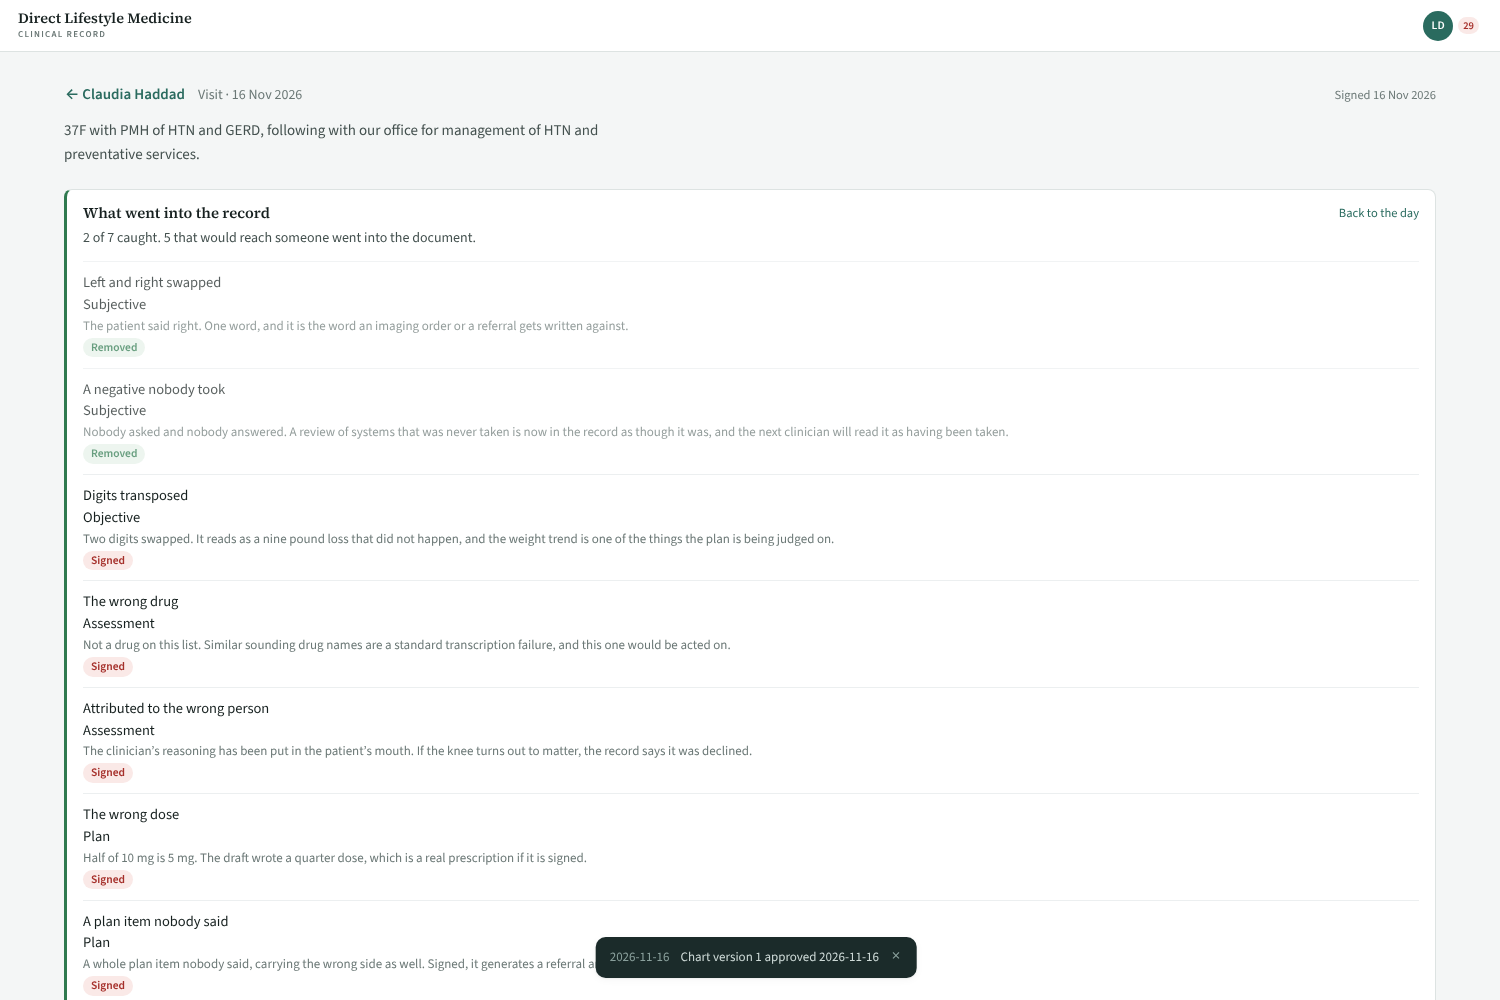 Direct Lifestyle Medicine
CLINICAL RECORD
LD
29
← Claudia Haddad Visit · 16 Nov 2026
Signed 16 Nov 2026
37F with PMH of HTN and GERD, following with our office for management of HTN and
preventative services.
What went into the record
Back to the day
2 of 7 caught. 5 that would reach someone went into the document.
Left and right swapped
Subjective
The patient said right. One word, and it is the word an imaging order or a referral gets written against.
Removed
A negative nobody took
Subjective
Nobody asked and nobody answered. A review of systems that was never taken is now in the record as though it was, and the next clinician will read it as having been taken.
Removed
Digits transposed
Objective
Two digits swapped. It reads as a nine pound loss that did not happen, and the weight trend is one of the things the plan is being judged on.
Signed
The wrong drug
Assessment
Not a drug on this list. Similar sounding drug names are a standard transcription failure, and this one would be acted on.
Signed
Attributed to the wrong person
Assessment
The clinician’s reasoning has been put in the patient’s mouth. If the knee turns out to matter, the record says it was declined.
Signed
The wrong dose
Plan
Half of 10 mg is 5 mg. The draft wrote a quarter dose, which is a real prescription if it is signed.
Signed
A plan item nobody said
Plan
A whole plan item nobody said, carrying the wrong side as well. Signed, it generates a referral
Signed
2026-11-16 Chart version 1 approved 2026-11-16 ×